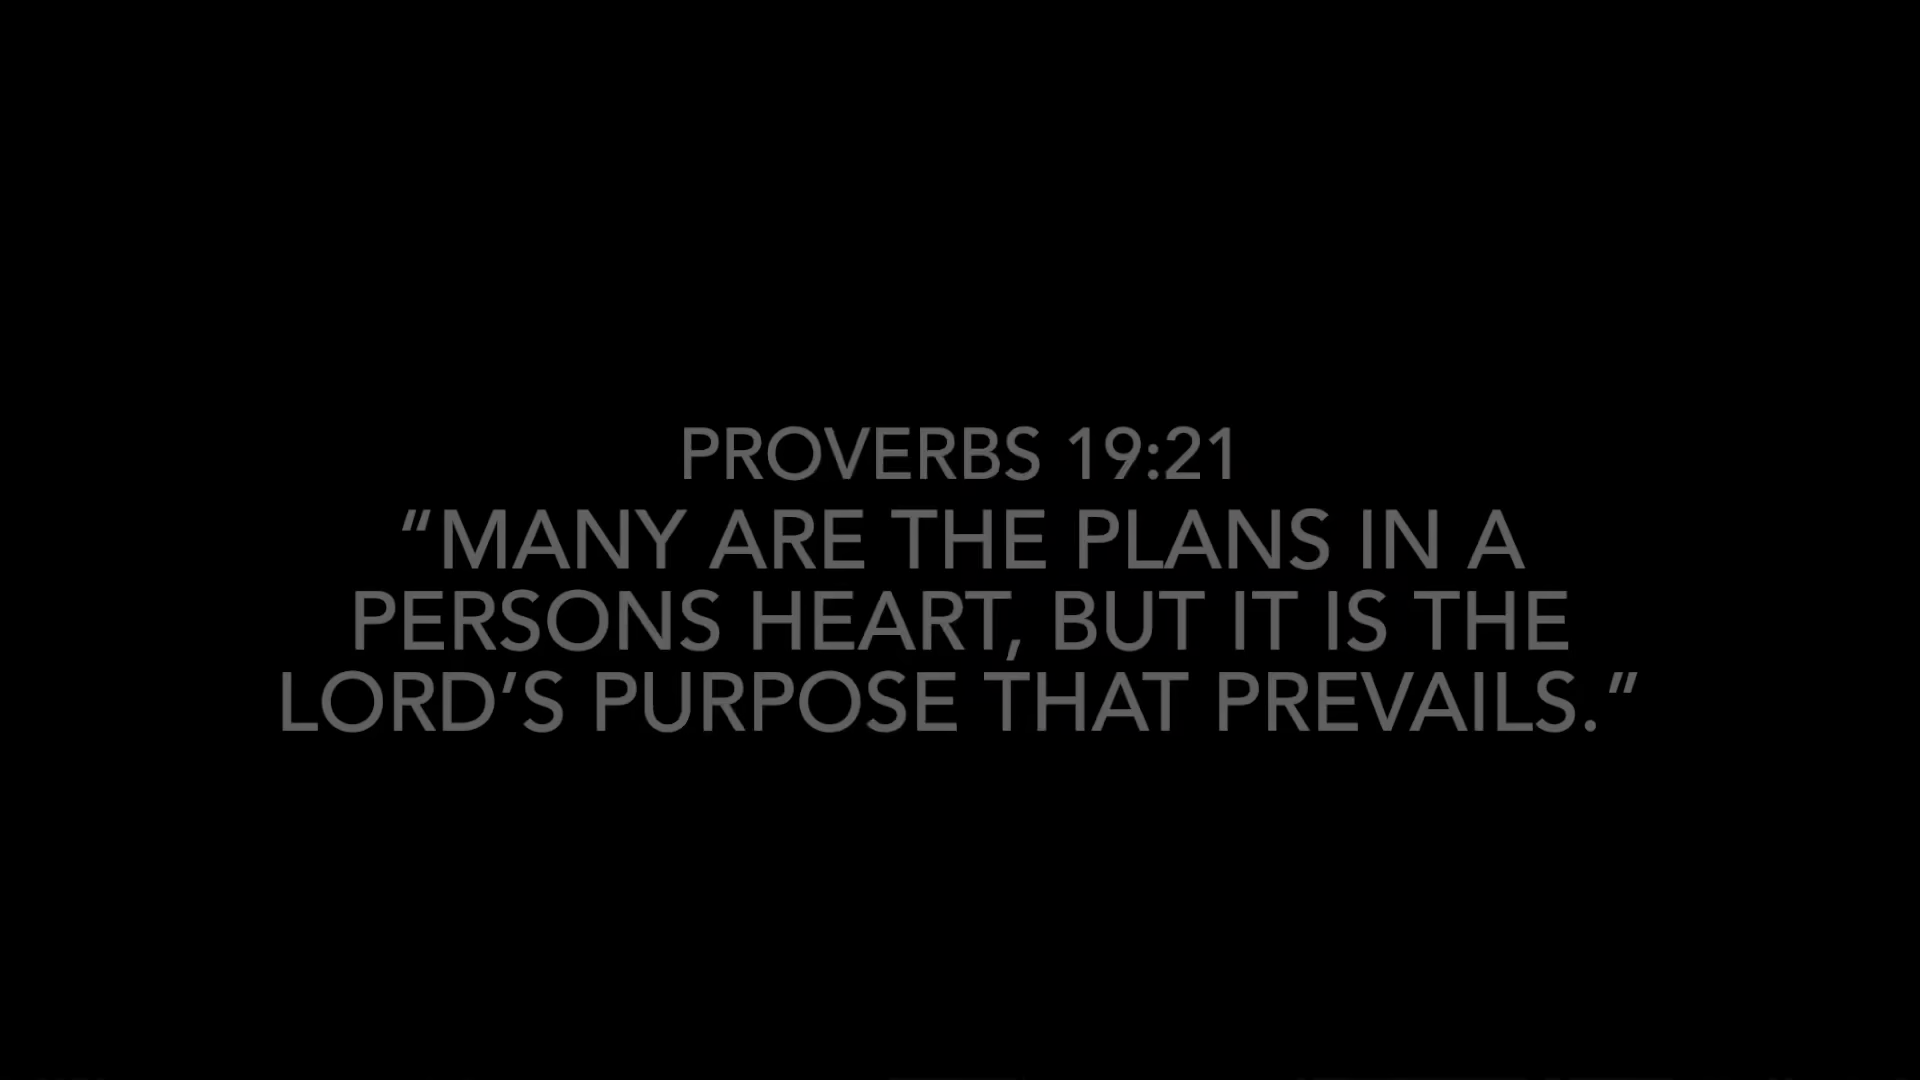 PROVERBS 19:21
“MANY ARE THE PLANS IN A
PERSONS HEART, BUT IT IS THE
LORD’S PURPOSE THAT PREVAILS.”